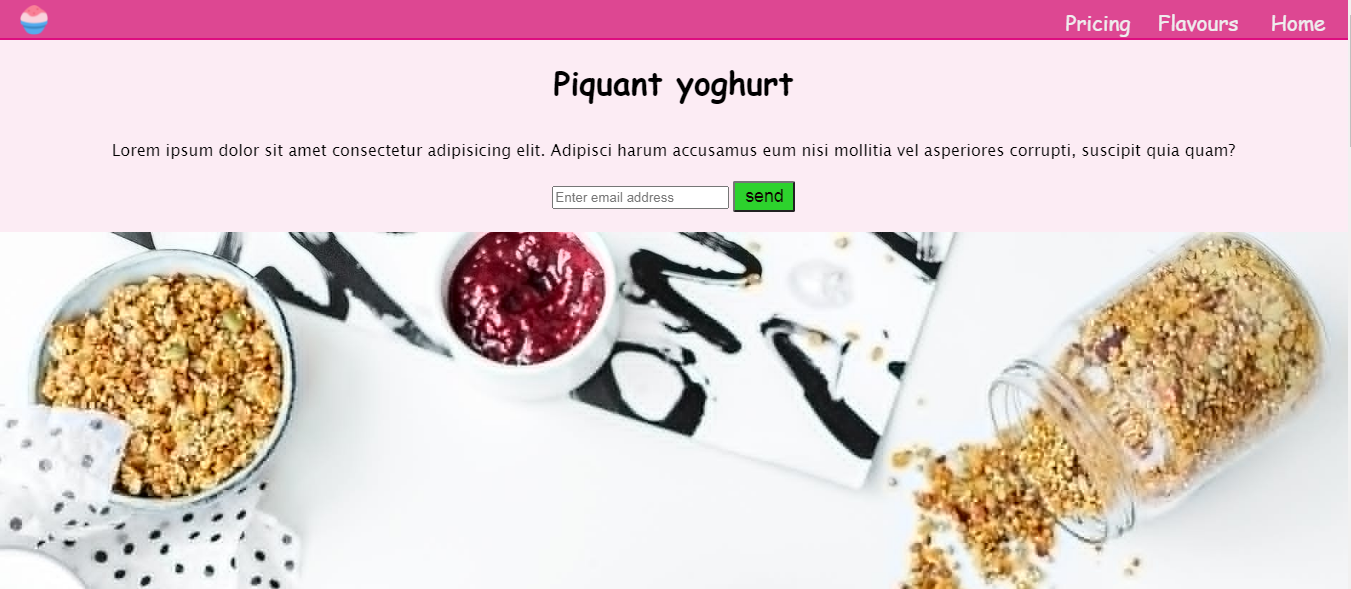 Pricing Flavours Home
Piquant yoghurt
Lorem ipsum dolor sit amet consectetur adipisicing elit. Adipisci harum accusamus eum nisi mollitia vel asperiores corrupti, suscipit quia quam?
Enter email address send